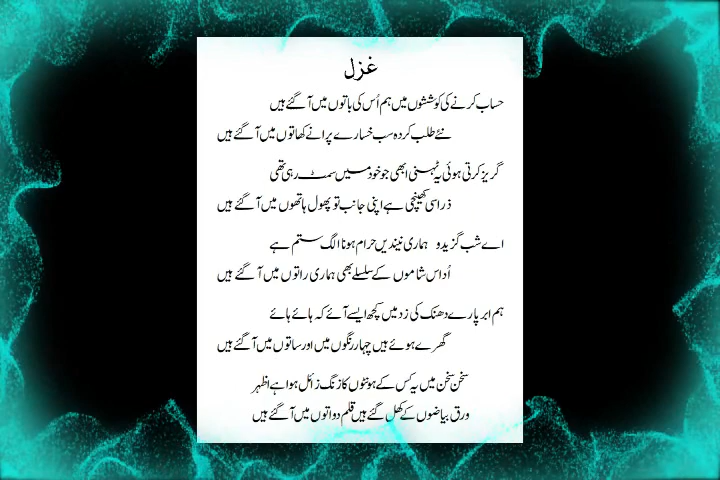 غزل
حساب کرنے کی کوششوں میں ہم اُس کی باتوں میں آ گئے ہیں
نئے طلب کردہ سب خسارے پرانے کھاتوں میں آ گئے ہیں
گریز کرتی ہوئی یہ ٹہنی ابھی جو خود میں سمٹ رہی تھی
ذرا سی کھینچی ہے اپنی جانب تو پھول ہاتھوں میں آ گئے ہیں
اے شب گزیدو ہماری نیندیں حرام ہونا الگ ستم ہے
اُداس شاموں کے سلسلے بھی ہماری راتوں میں آ گئے ہیں
ہم ابر پارے دھنک کی زد میں کچھ ایسے آئے کہ ہائے ہائے
گھرے ہوئے ہیں چہار رنگوں میں اور ساتوں میں آ گئے ہیں
سخن سخن میں یہ کس کے ہونٹوں کا زنگ زائل ہوا ہے اظہر
ورق بیاضوں کے کھل گئے ہیں قلم دواتوں میں آ گئے ہیں